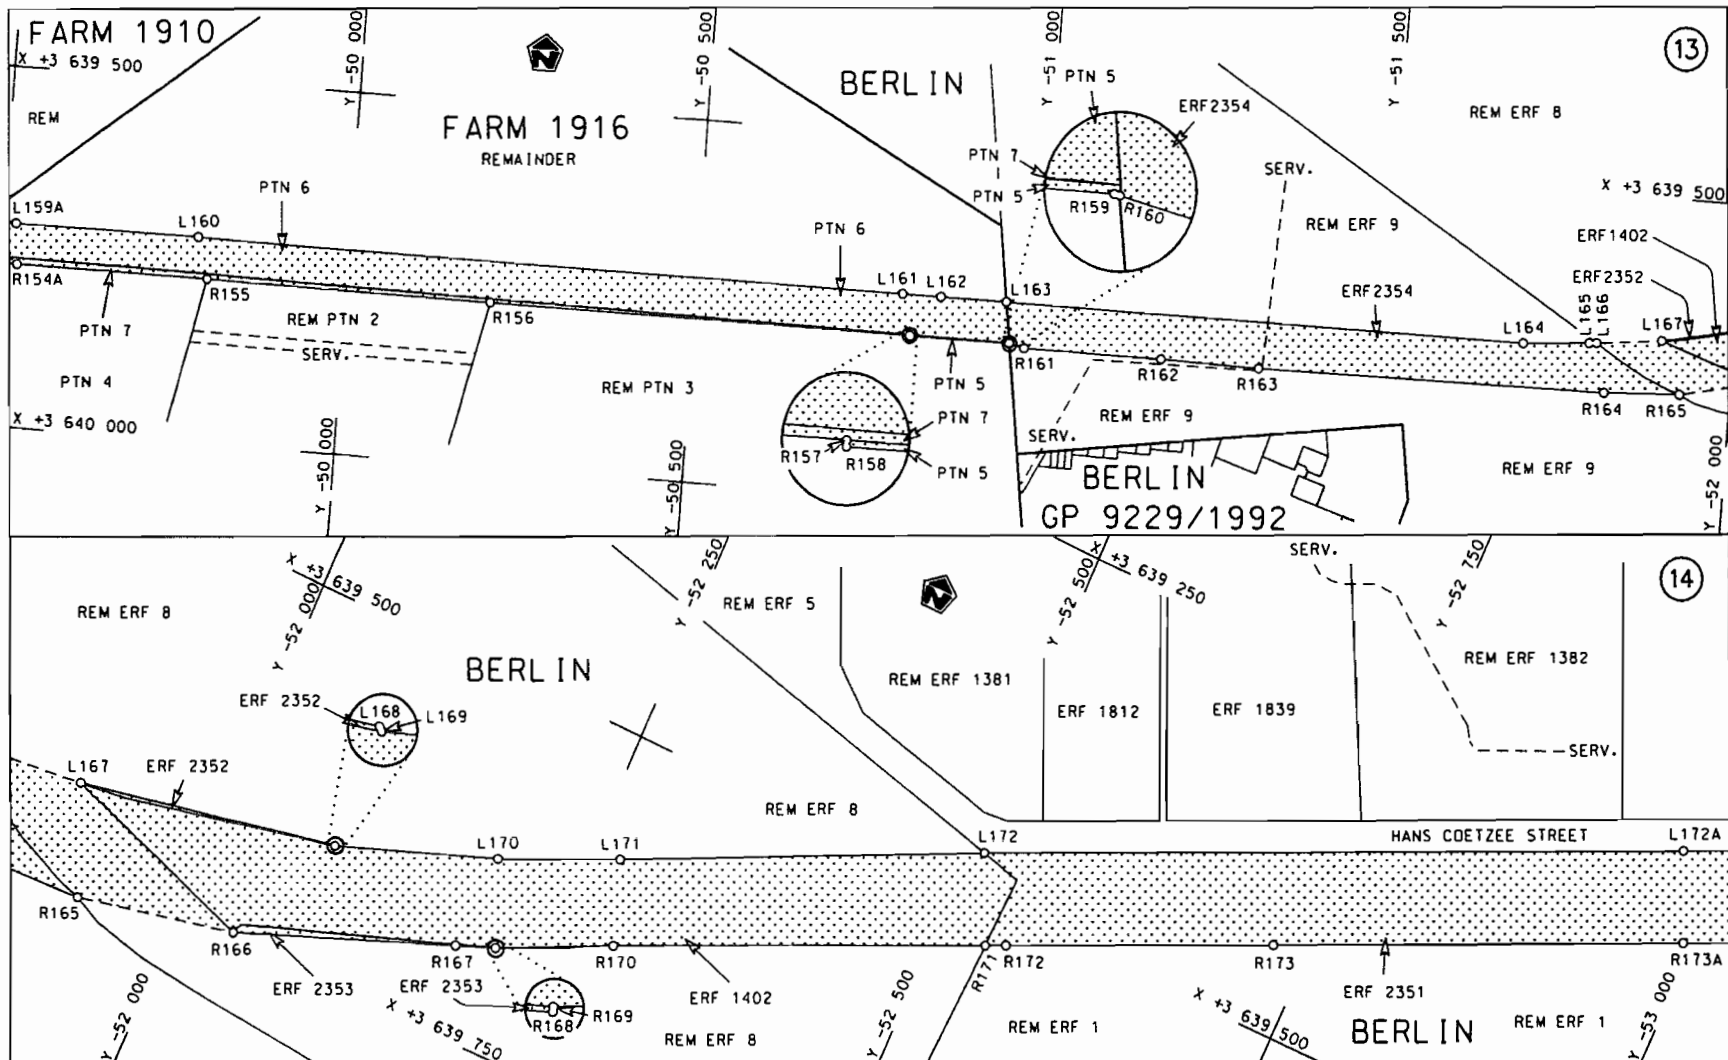 FARM 1910
X +3 639 500
REM
Y -50 000
FARM 1916
REMAINDER
Y -50 500
BERLIN
Y -51 000
PTN 5
ERF2354
Y -51 500
13
REM ERF 8
PTN 7
PTN 5
R159
R160
SERV.
REM ERF 9
X +3 639 500
ERF1402
ERF2352
ERF2354
L159A
L160
PTN 6
PTN 6
L161
L162
L163
L164
L165
L166
L167
R154A
R155
R156
PTN 7
REM PTN 2
SERV.
PTN 4
X +3 640 000
Y -50 000
REM PTN 3
Y -50 500
PTN 5
PTN 7
R157
R158
PTN 5
R161
R162
R163
R164
R165
REM ERF 9
SERV.
BERLIN
GP 9229/1992
REM ERF 9
Y -52 000
X +3 639 500
Y -52 000
REM ERF 8
BERLIN
Y -52 250
REM ERF 5
X +3 639 250
Y -52 500
SERV.
Y -52 750
14
REM ERF 1381
ERF 1812
ERF 1839
REM ERF 1382
SERV.
ERF 2352
L168
L169
L167
ERF 2352
REM ERF 8
L170
L171
L172
HANS COETZEE STREET
L172A
R165
R166
R167
R170
R171
R172
R173
R173A
ERF 2353
ERF 2353
R168
R169
ERF 1402
ERF 2351
Y -52 000
X +3 639 750
REM ERF 8
Y -52 500
REM ERF 1
X +3 639 500
BERLIN
REM ERF 1
Y -53 000